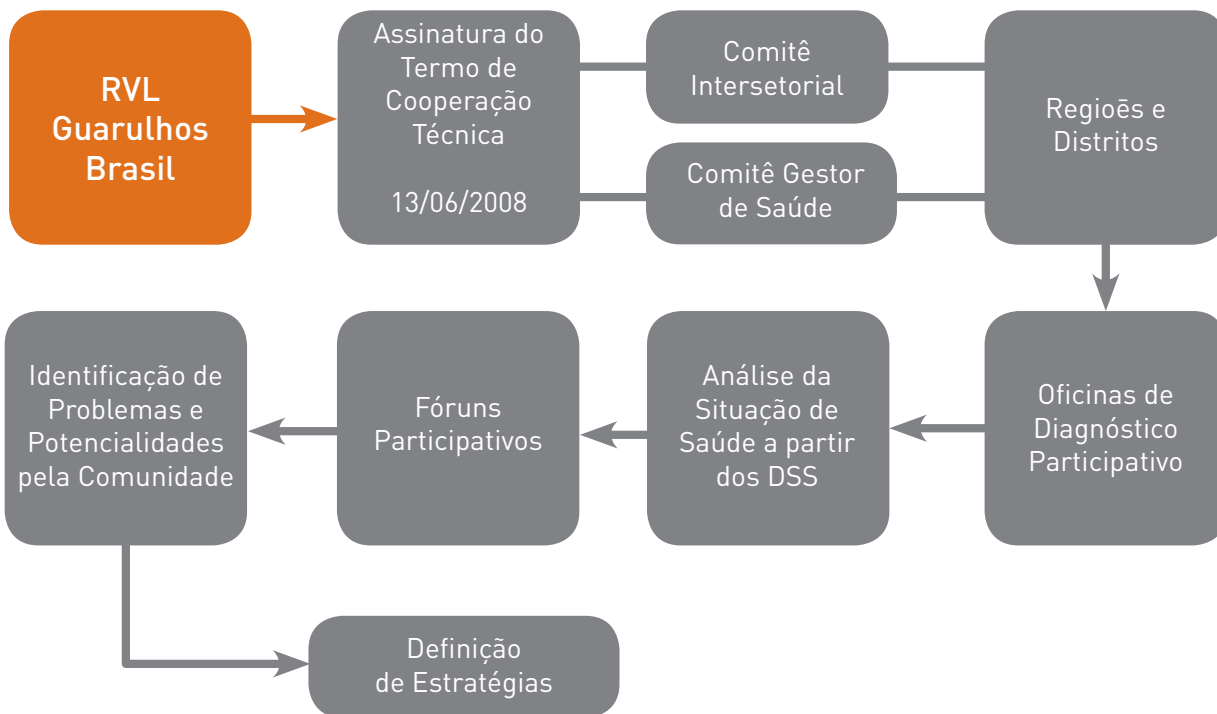 RVL
Guarulhos
Brasil
Assinatura do
Termo de
Cooperação
Técnica
13/06/2008
Comitê
Intersetorial
Comitê Gestor
de Saúde
Regioēs e
Distritos
Oficinas de
Diagnóstico
Participativo
Análise da
Situação de
Saúde a partir
dos DSS
Fóruns
Participativos
Identificação de
Problemas e
Potencialidades
pela Comunidade
Definição
de Estratégias